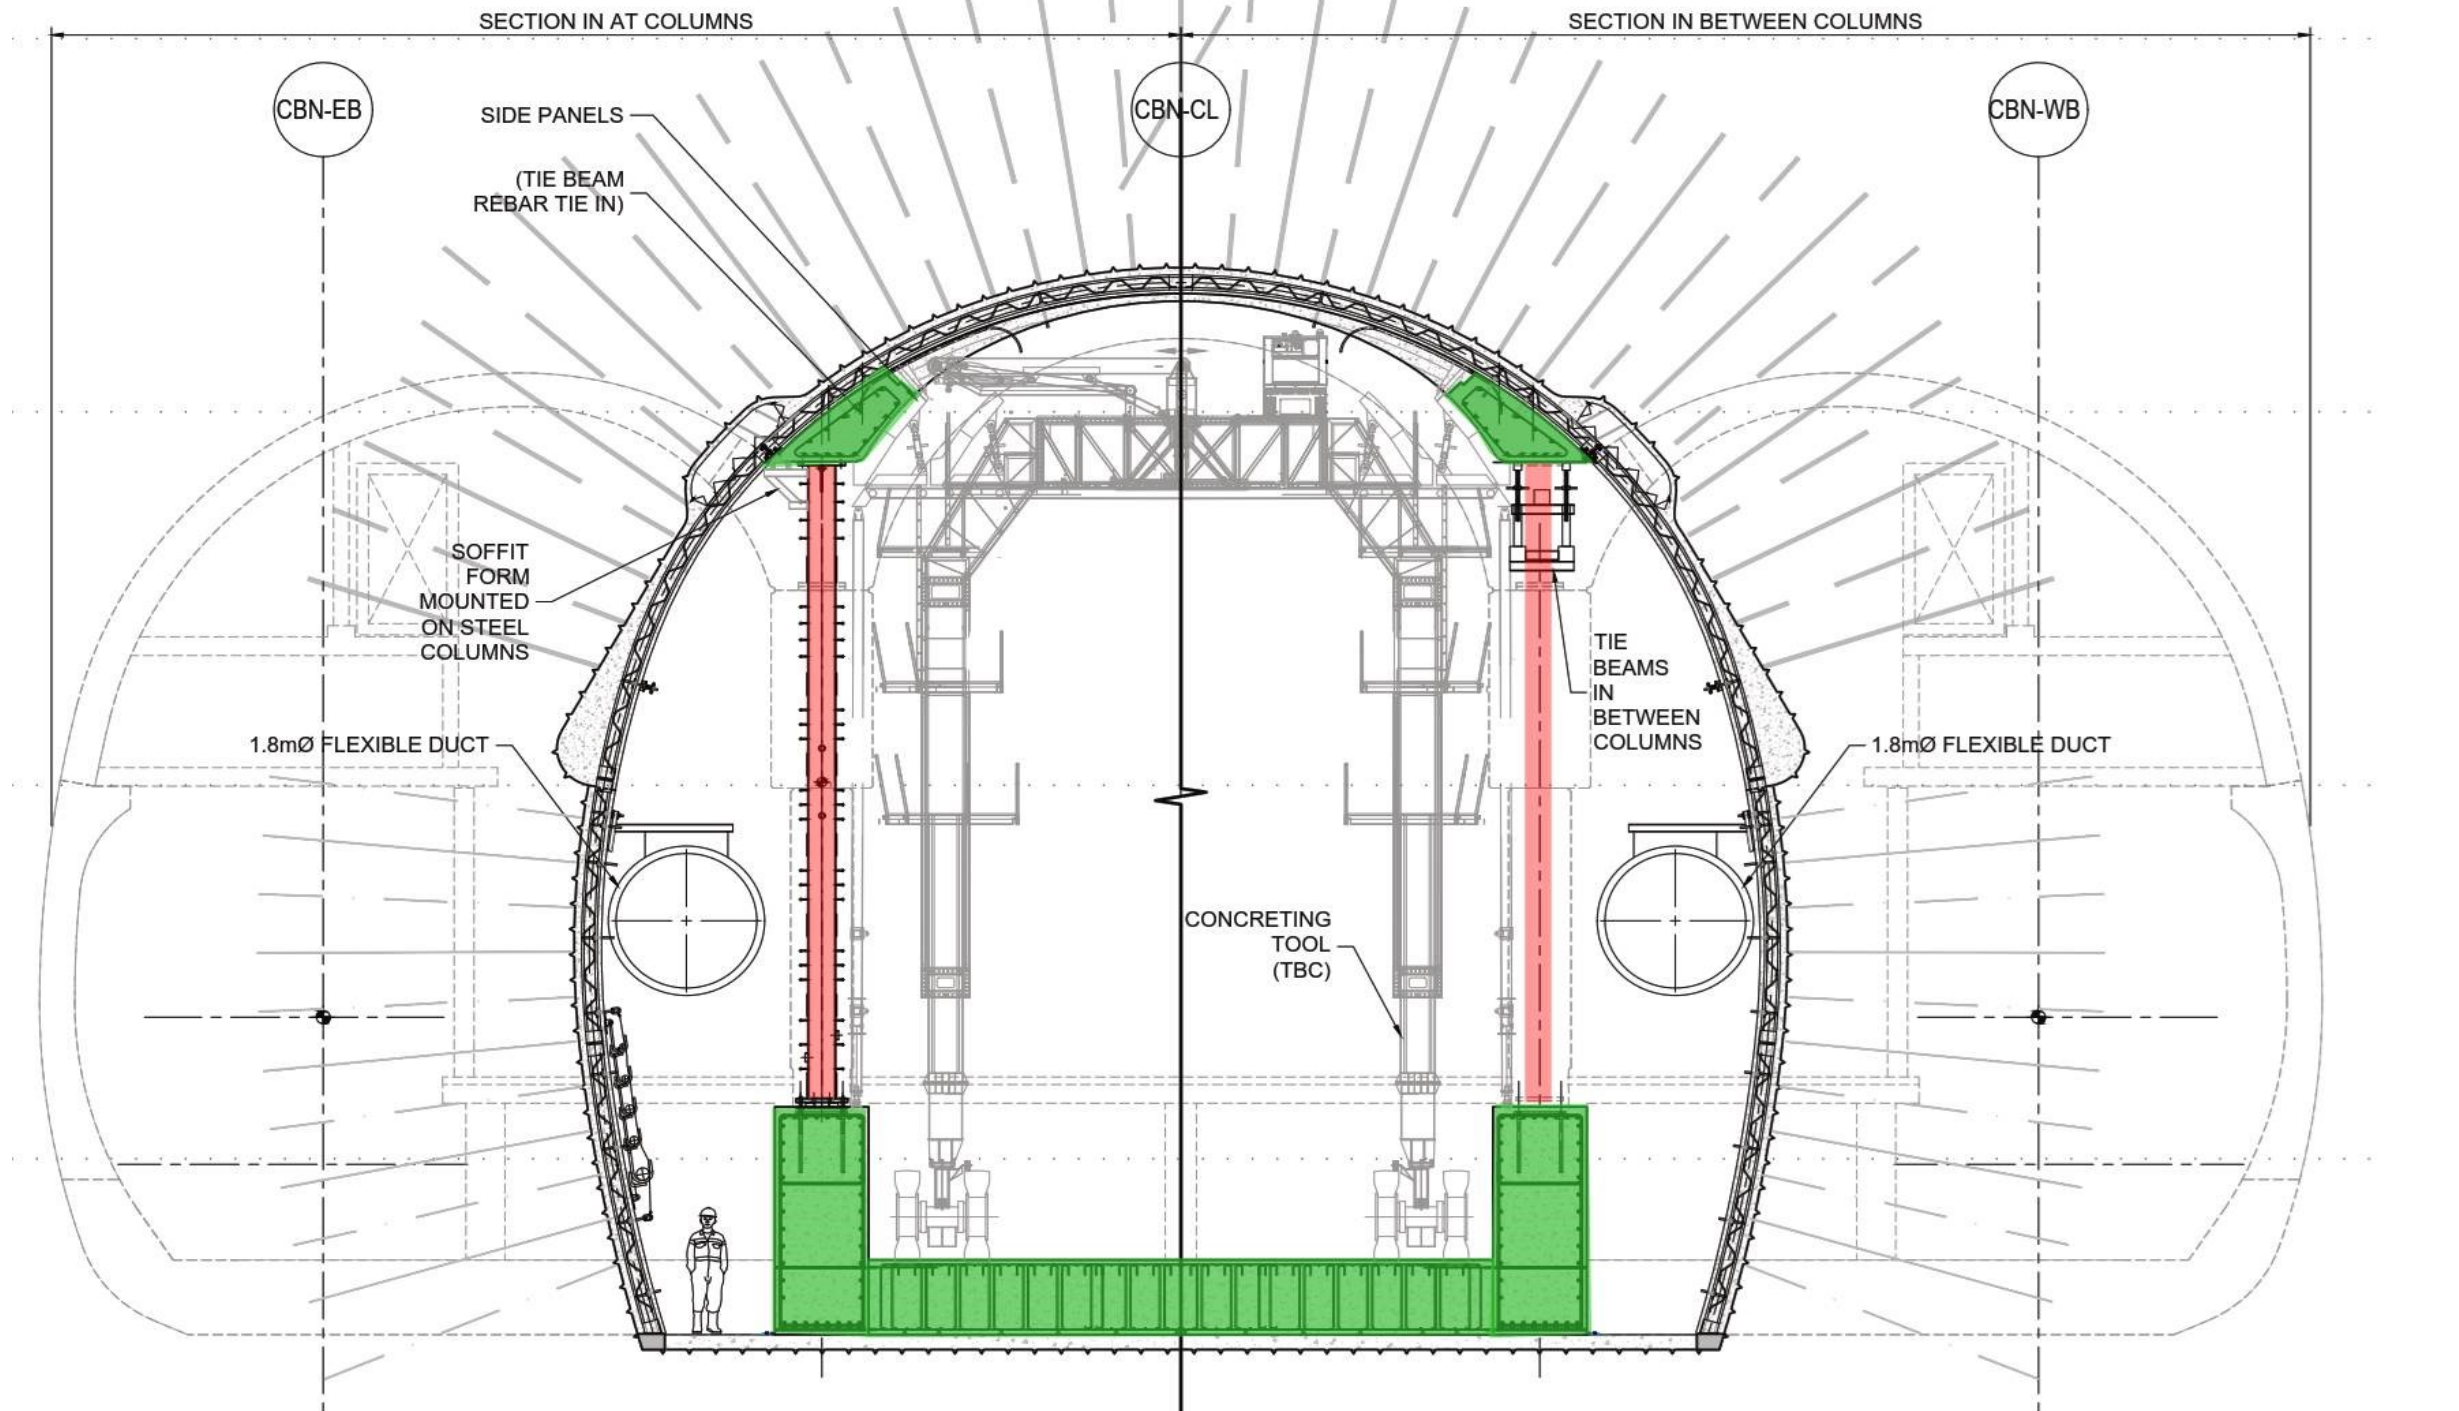 SECTION IN AT COLUMNS
SECTION IN BETWEEN COLUMNS
CBN-EB
CBN-CL
CBN-WB
SIDE PANELS
(TIE BEAM
REBAR TIE IN)
SOFFIT
FORM
MOUNTED
ON STEEL
COLUMNS
TIE
BEAMS
IN
BETWEEN
COLUMNS
1.8mØ FLEXIBLE DUCT
1.8mØ FLEXIBLE DUCT
CONCRETING
TOOL
(TBC)